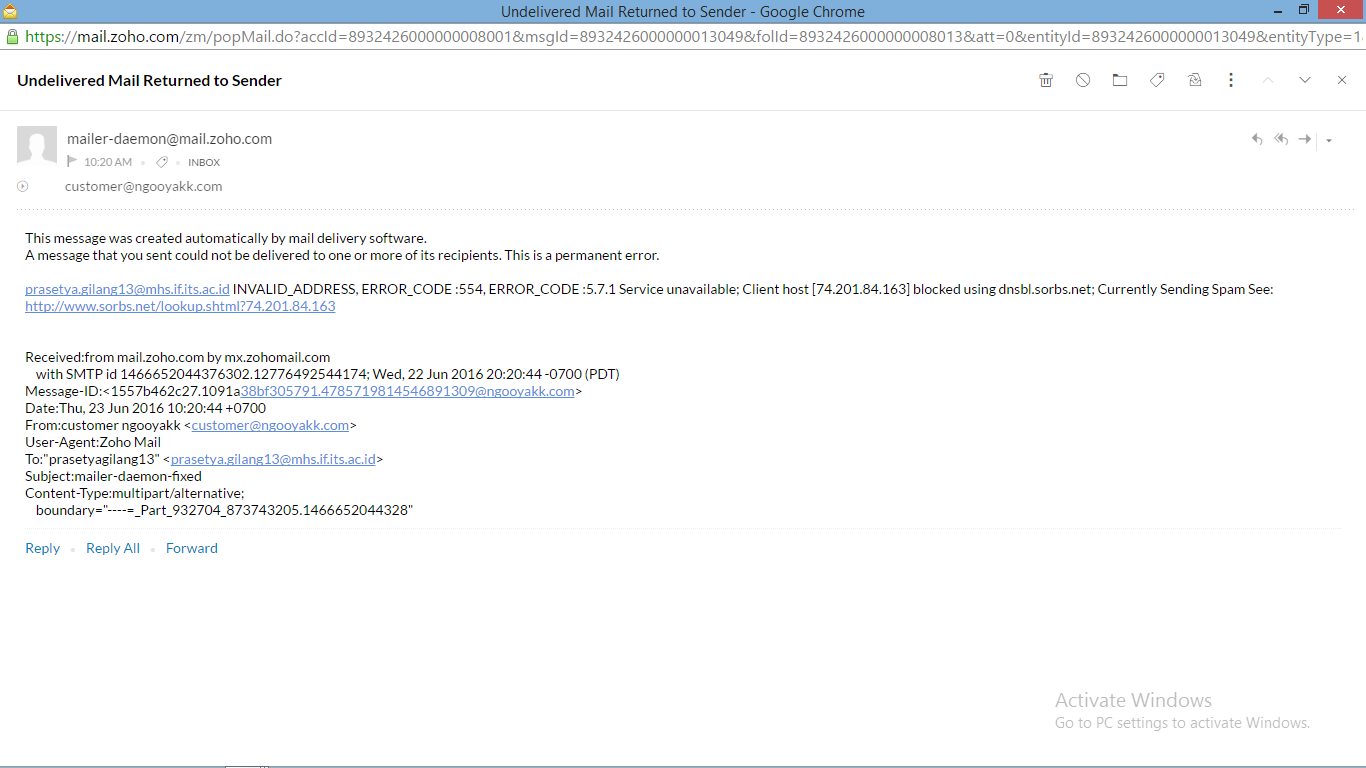 Undelivered Mail Returned to Sender - Google Chrome
https://mail.zoho.com/zm/popMail.do?accId=8932426000000008001&msgId=8932426000000013049&folId=8932426000000008013&att=0&entityId=8932426000000013049&entityType=1
Undelivered Mail Returned to Sender
mailer-daemon@mail.zoho.com
10:20 AM INBOX
customer@ngooyakk.com
This message was created automatically by mail delivery software.
A message that you sent could not be delivered to one or more of its recipients. This is a permanent error.
prasetya.gilang13@mhs.if.its.ac.id INVALID_ADDRESS, ERROR_CODE :554, ERROR_CODE :5.7.1 Service unavailable; Client host [74.201.84.163] blocked using dnsbl.sorbs.net; Currently Sending Spam See:
http://www.sorbs.net/lookup.shtml?74.201.84.163
Received:from mail.zoho.com by mx.zohomail.com
with SMTP id 1466652044376302.12776492544174; Wed, 22 Jun 2016 20:20:44 -0700 (PDT)
Message-ID:<1557b462c27.1091a38bf305791.4785719814546891309@ngooyakk.com>
Date:Thu, 23 Jun 2016 10:20:44 +0700
From:customer ngooyakk <customer@ngooyakk.com>
User-Agent:Zoho Mail
To:"prasetyagilang13" <prasetya.gilang13@mhs.if.its.ac.id>
Subject:mailer-daemon-fixed
Content-Type:multipart/alternative;
boundary="----=_Part_932704_873743205.1466652044328"
Reply Reply All Forward
Activate Windows
Go to PC settings to activate Windows.